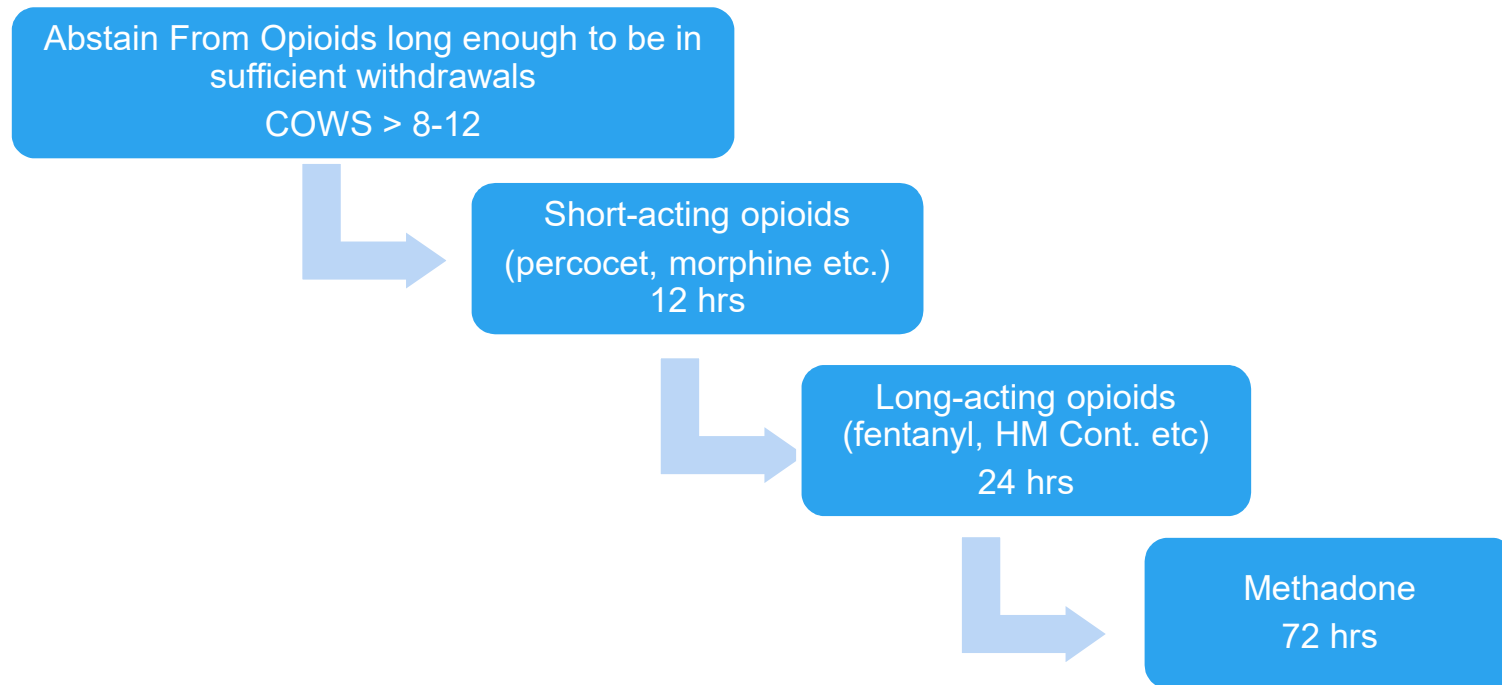 Abstain From Opioids long enough to be in
sufficient withdrawals
COWS > 8-12
Short-acting opioids
(percocet, morphine etc.)
12 hrs
Long-acting opioids
(fentanyl, HM Cont. etc)
24 hrs
Methadone
72 hrs